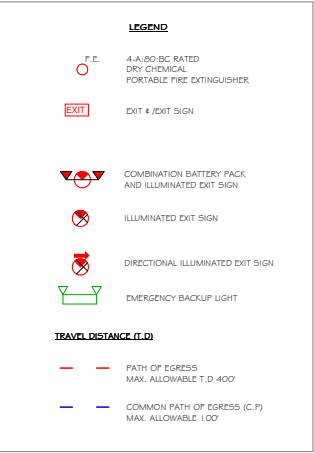 LEGEND
F.E.
4-A:80:BC RATED
DRY CHEMICAL
PORTABLE FIRE EXTINGUISHER
EXIT
EXIT & /EXIT SIGN
COMBINATION BATTERY PACK
AND ILLUMINATED EXIT SIGN
ILLUMINATED EXIT SIGN
DIRECTIONAL ILLUMINATED EXIT SIGN
EMERGENCY BACKUP LIGHT
TRAVEL DISTANCE (T.D)
PATH OF EGRESS
MAX. ALLOWABLE T.D 400'
COMMON PATH OF EGRESS (C.P)
MAX. ALLOWABLE 100'